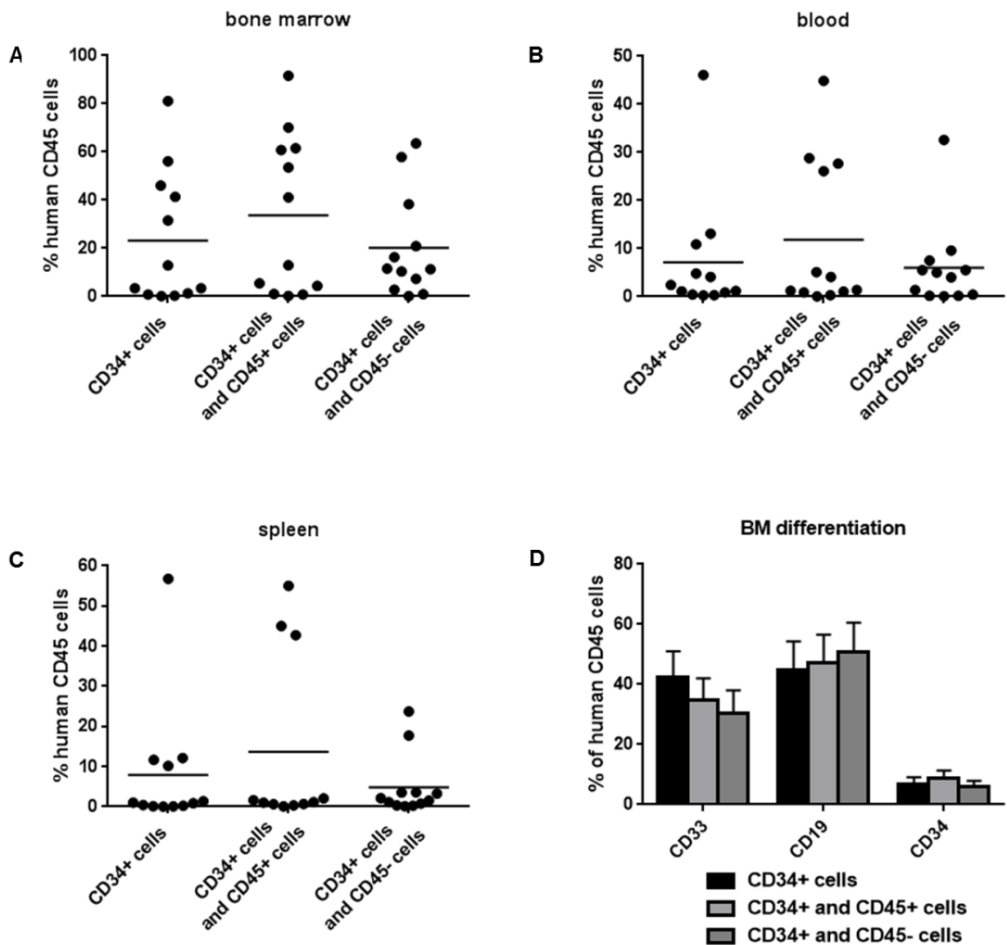 bone marrow
A
% human CD45 cells
100
80
60
40
20
0
CD34+ cells
CD34+ cells
and CD45+ cells
CD34+ cells
and CD45- cells
blood
B
% human CD45 cells
50
40
30
20
10
0
CD34+ cells
CD34+ cells
and CD45+ cells
CD34+ cells
and CD45- cells
spleen
C
% human CD45 cells
60
50
40
30
20
10
0
CD34+ cells
CD34+ cells
and CD45+ cells
CD34+ cells
and CD45- cells
BM differentiation
D
% of human CD45 cells
80
60
40
20
0
CD33
CD19
CD34
CD34+ cells
CD34+ and CD45+ cells
CD34+ and CD45- cells